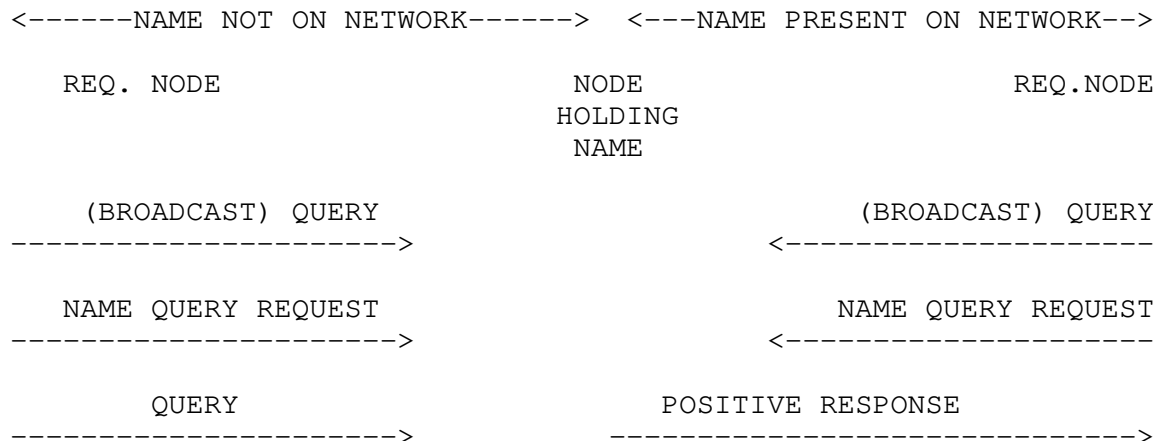 <------NAME NOT ON NETWORK------> <---NAME PRESENT ON NETWORK-->
REQ. NODE NODE REQ.NODE
HOLDING
NAME
(BROADCAST) QUERY (BROADCAST) QUERY
----------------------> <---------------------
NAME QUERY REQUEST NAME QUERY REQUEST
----------------------> <---------------------
QUERY POSITIVE RESPONSE
----------------------> ------------------------------>